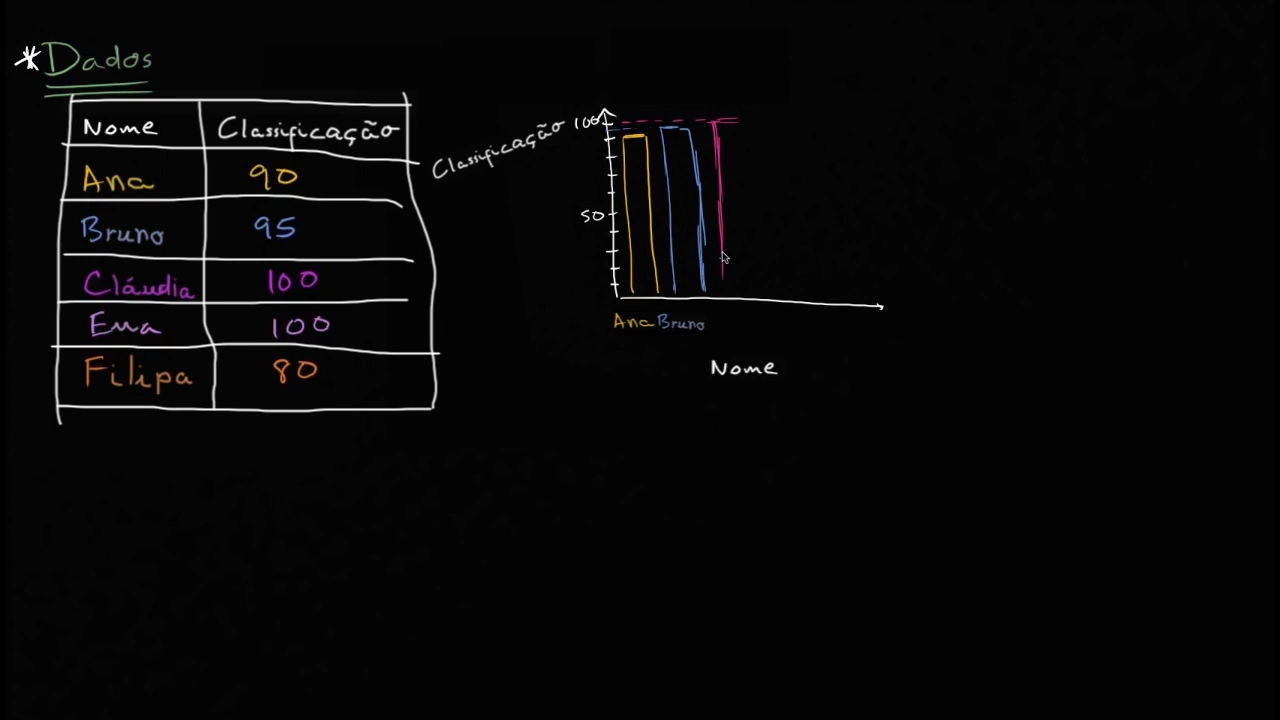 *Dados
Nome Classificação
Ana 90
Bruno 95
Cláudia 100
Ema 100
Filipa 80
Classificação
100
50
Ana Bruno
Nome